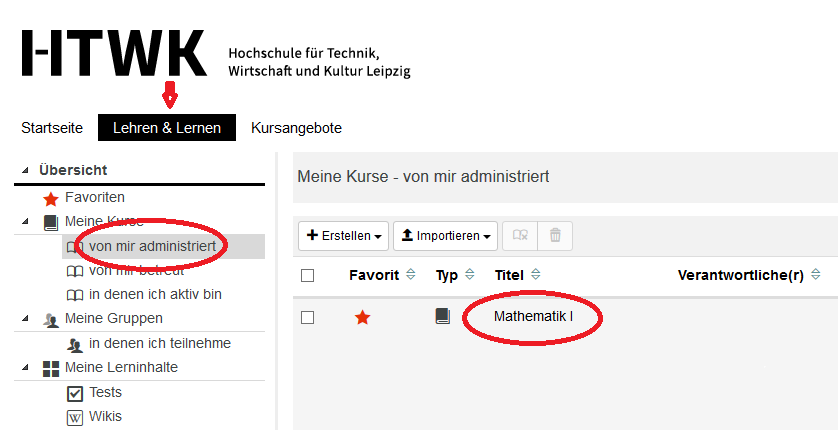 HTWK
Hochschule für Technik,
Wirtschaft und Kultur Leipzig
Startseite
Lehren & Lernen
Kursangebote
Übersicht
Favoriten
Meine Kurse
von mir administriert
von mir betreut
in denen ich aktiv bin
Meine Gruppen
in denen ich teilnehme
Meine Lerninhalte
Tests
Wikis
Meine Kurse - von mir administriert
Erstellen
Importieren
Favorit Typ Titel Verantwortliche(r)
Mathematik I